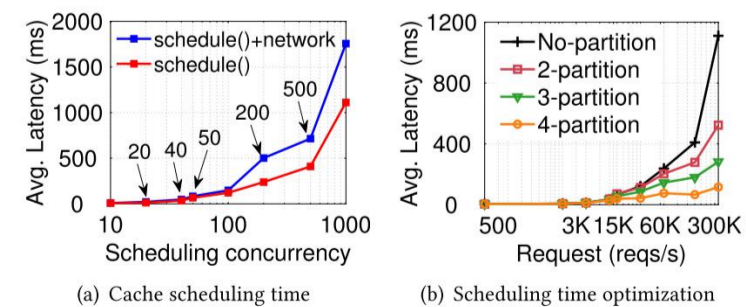 2000
1500
1000
500
0
Avg. Latency (ms)
schedule()+network
schedule()
20
40
50
200
500
10
100
1000
Scheduling concurrency
(a) Cache scheduling time
1200
800
400
0
Avg. Latency (ms)
No-partition
2-partition
3-partition
4-partition
500
3K
15K
60K
300K
Request (reqs/s)
(b) Scheduling time optimization